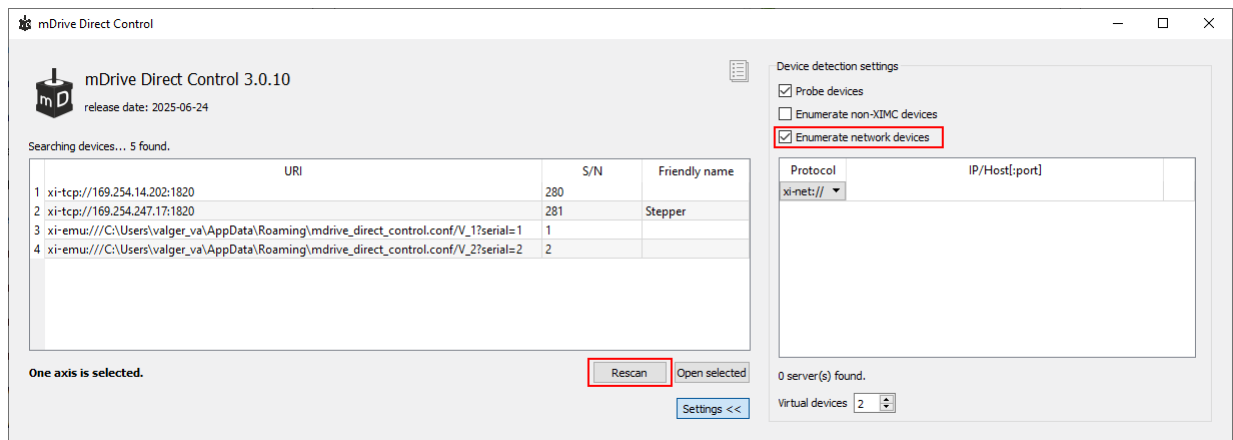 mDrive Direct Control
mDrive Direct Control 3.0.10
release date: 2025-06-24
mD
Searching devices... 5 found.
URI S/N Friendly name
1 xi-tcp://169.254.14.202:1820 280
2 xi-tcp://169.254.247.17:1820 281 Stepper
3 xi-emu:///C:\Users\valger_va\AppData\Roaming\mdrive_direct_control.conf/V_1?serial=1 1
4 xi-emu:///C:\Users\valger_va\AppData\Roaming\mdrive_direct_control.conf/V_2?serial=2 2
One axis is selected.
Rescan Open selected
Settings <<
Device detection settings
Probe devices
Enumerate non-XIMC devices
Enumerate network devices
Protocol IP/Host[:port]
xi-net://
0 server(s) found.
Virtual devices 2